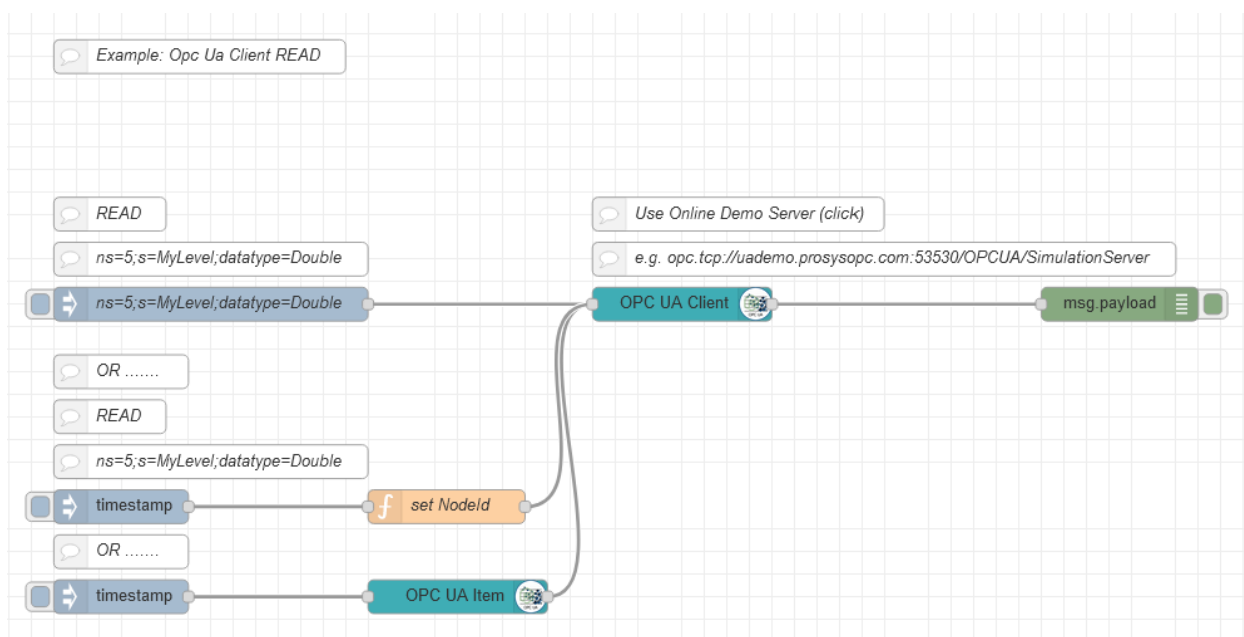 Example: Opc Ua Client READ
READ
Use Online Demo Server (click)
ns=5;s=MyLevel;datatype=Double
e.g. opc.tcp://uademo.prosysopc.com:53530/OPCUA/SimulationServer
ns=5;s=MyLevel;datatype=Double
OPC UA Client
msg.payload
OR .......
READ
ns=5;s=MyLevel;datatype=Double
timestamp
set NodeId
OR .......
timestamp
OPC UA Item